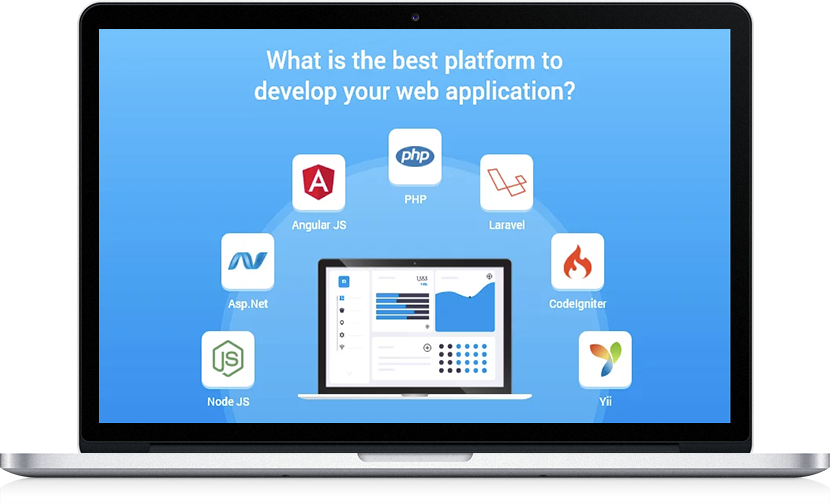 What is the best platform to
develop your web application?
php
PHP
A
Angular JS
Laravel
Asp.Net
CodeIgniter
JS
Node JS
Yii
1,553